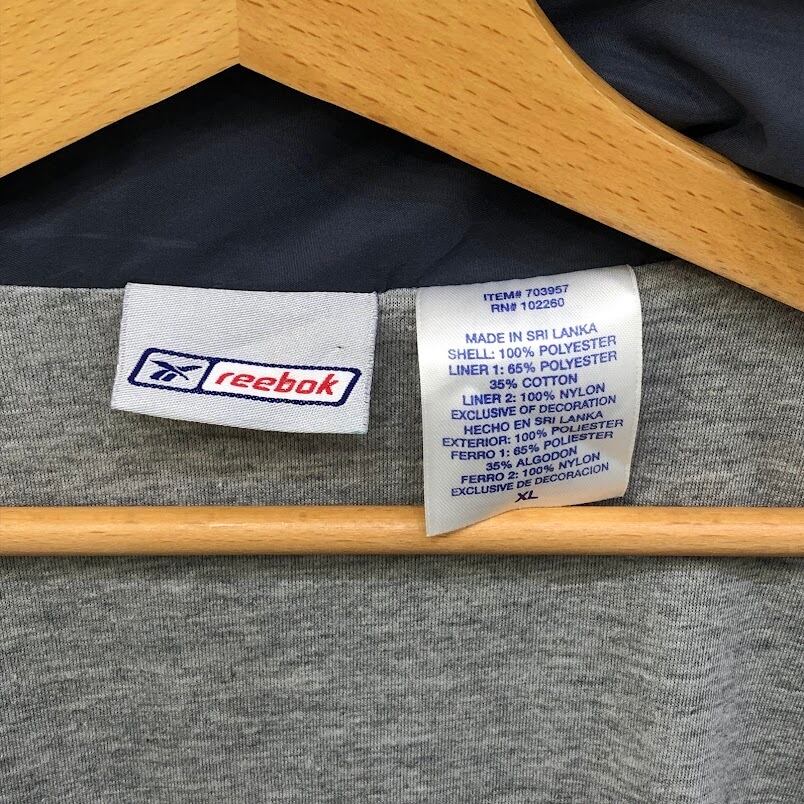 reebok
ITEM# 703957
RN# 102260
MADE IN SRI LANKA
SHELL: 100% POLYESTER
LINER 1: 65% POLYESTER
35% COTTON
LINER 2: 100% NYLON
EXCLUSIVE OF DECORATION
HECHO EN SRI LANKA
EXTERIOR: 100% POLIESTER
FERRO 1: 65% POLIESTER
35% ALGODON
FERRO 2: 100% NYLON
EXCLUSIVE DE DECORACION
XL